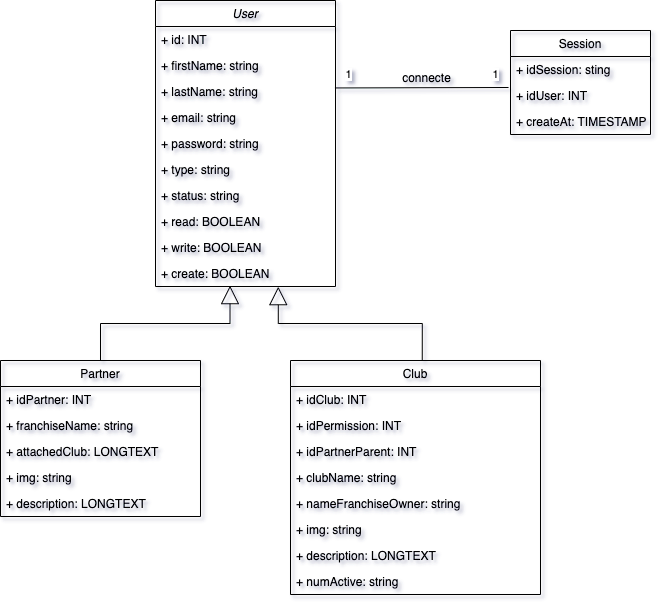 User
+ id: INT
+ firstName: string
+ lastName: string
+ email: string
+ password: string
+ type: string
+ status: string
+ read: BOOLEAN
+ write: BOOLEAN
+ create: BOOLEAN
1 connecte 1
Session
+ idSession: sting
+ idUser: INT
+ createAt: TIMESTAMP
Partner
+ idPartner: INT
+ franchiseName: string
+ attachedClub: LONGTEXT
+ img: string
+ description: LONGTEXT
Club
+ idClub: INT
+ idPermission: INT
+ idPartnerParent: INT
+ clubName: string
+ nameFranchiseOwner: string
+ img: string
+ description: LONGTEXT
+ numActive: string